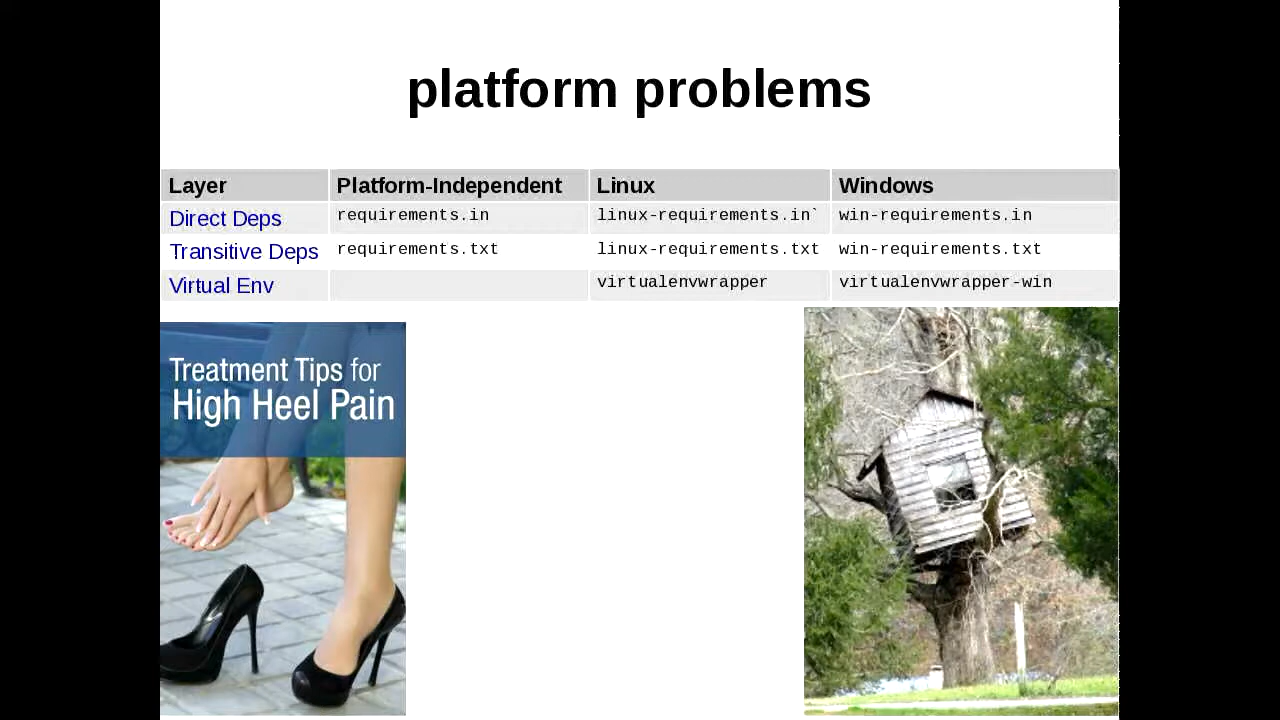 platform problems
Layer Platform-Independent Linux Windows
Direct Deps requirements.in linux-requirements.in` win-requirements.in
Transitive Deps requirements.txt linux-requirements.txt win-requirements.txt
Virtual Env virtualenvwrapper virtualenvwrapper-win
Treatment Tips for
High Heel Pain